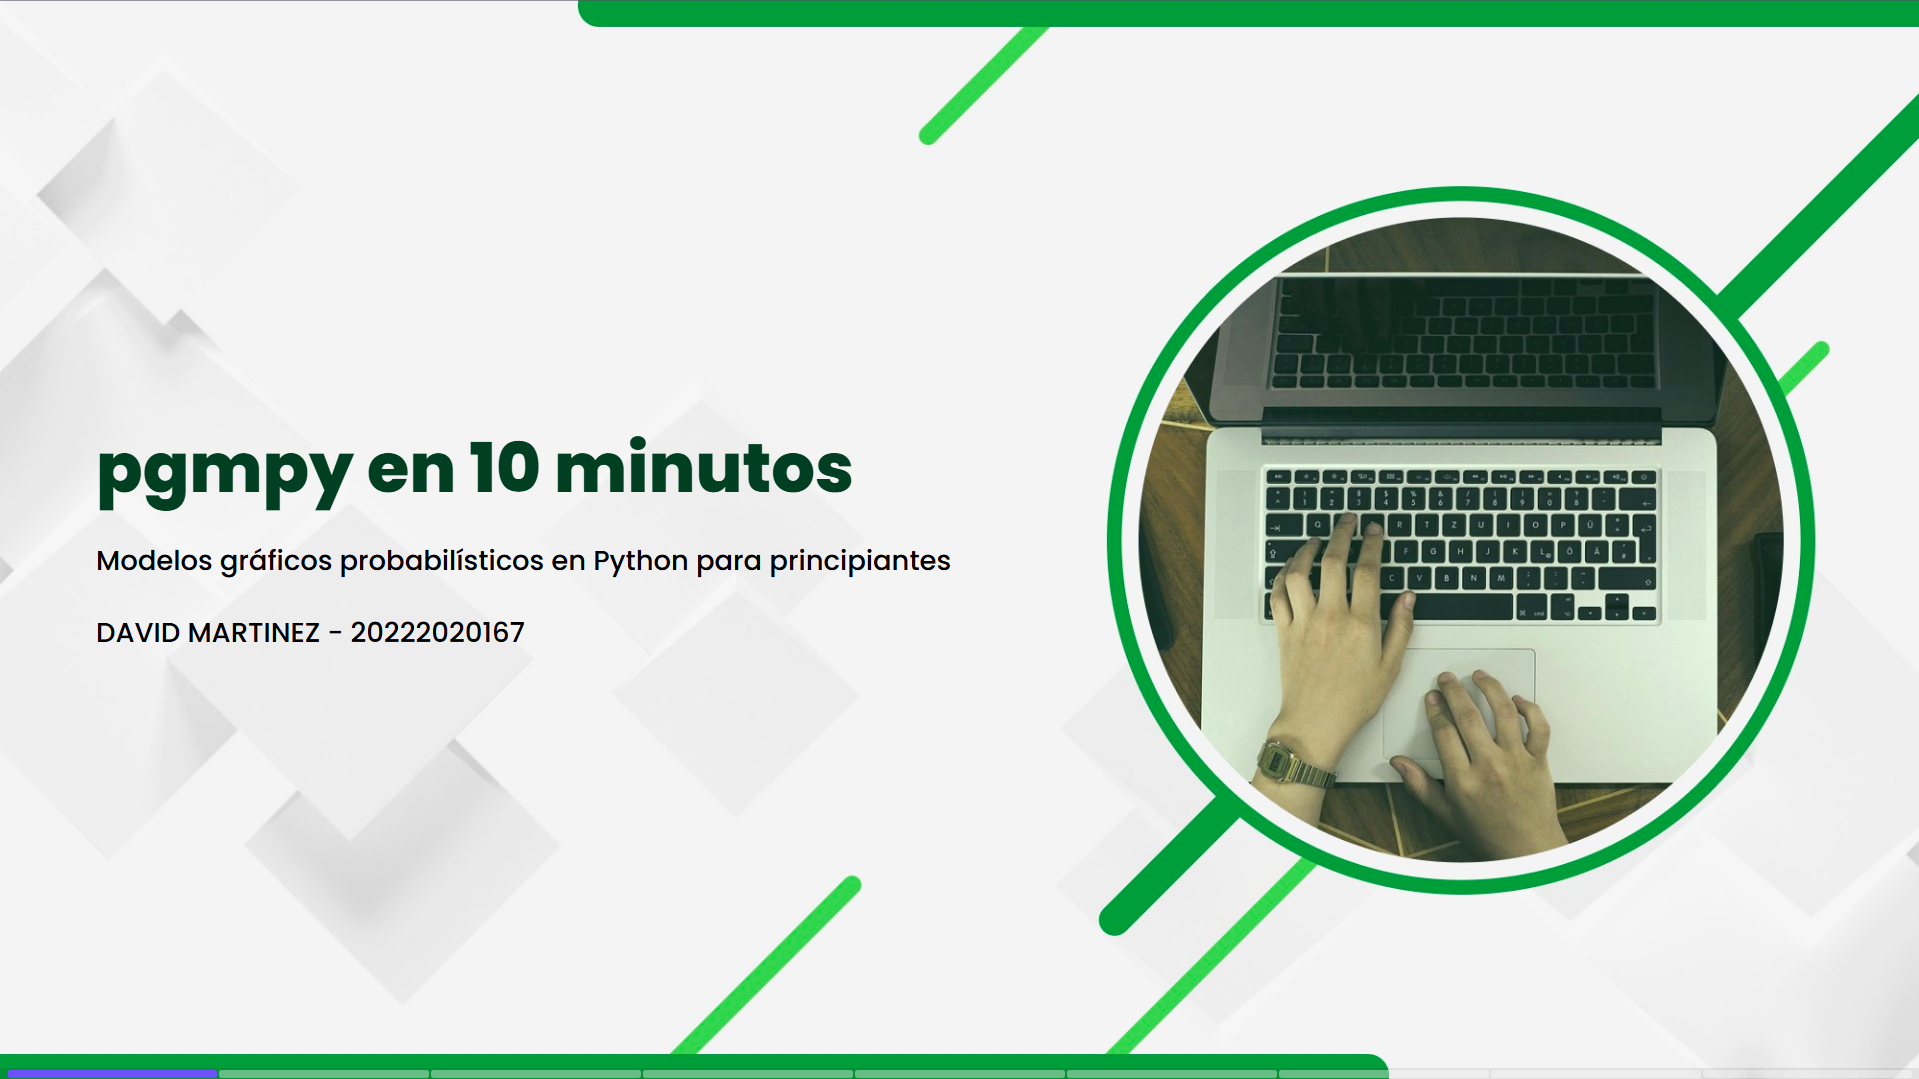 pgmpy en 10 minutos
Modelos gráficos probabilísticos en Python para principiantes
DAVID MARTINEZ - 20222020167